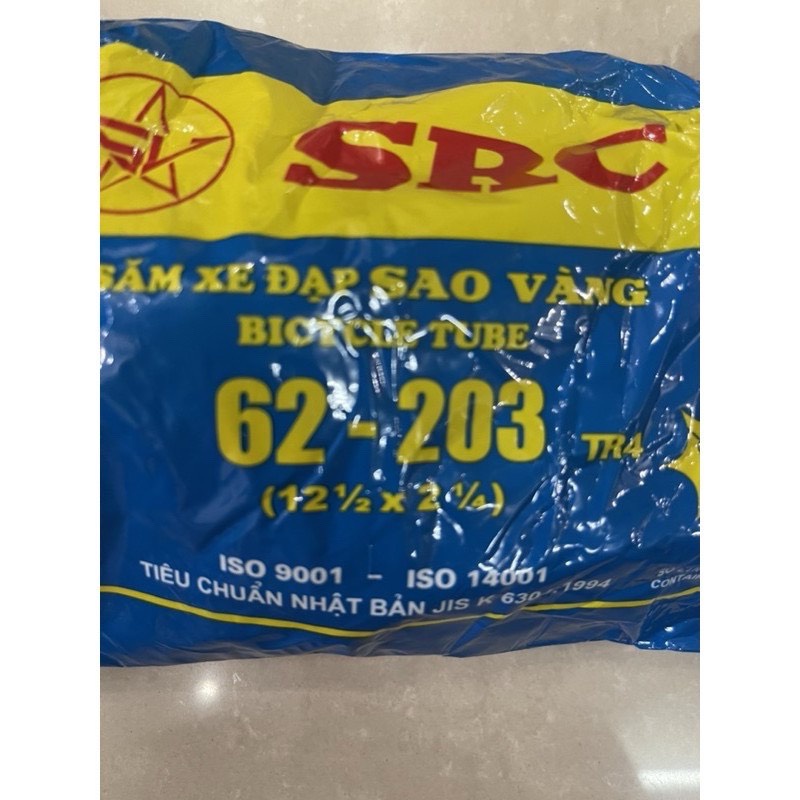 SRC
SĂM XE ĐẠP SAO VÀNG
BICYCLE TUBE
62 - 203 TR4
(12 ½ x 2 ¼)
ISO 9001 - ISO 14001
TIÊU CHUẨN NHẬT BẢN JIS K 1994